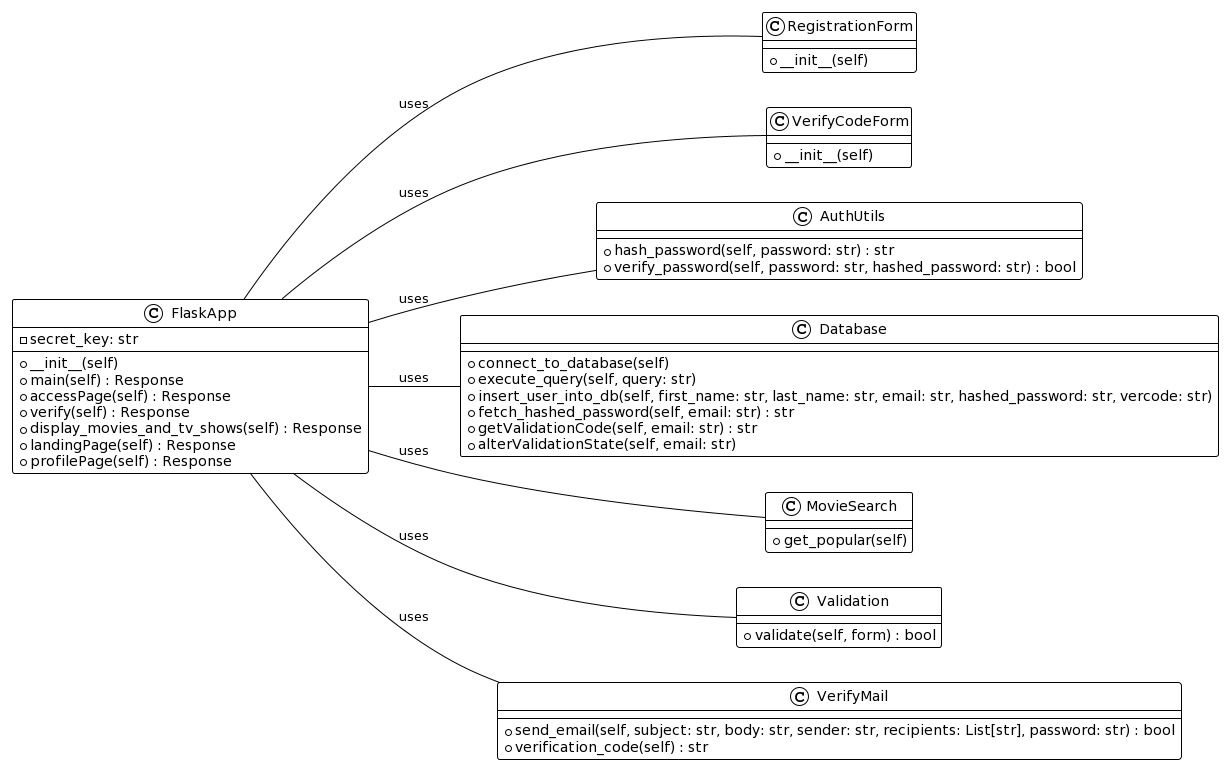 RegistrationForm
__init__(self)
uses
VerifyCodeForm
__init__(self)
uses
AuthUtils
hash_password(self, password: str) : str
verify_password(self, password: str, hashed_password: str) : bool
uses
FlaskApp
secret_key: str
__init__(self)
main(self) : Response
accessPage(self) : Response
verify(self) : Response
display_movies_and_tv_shows(self) : Response
landingPage(self) : Response
profilePage(self) : Response
uses
Database
connect_to_database(self)
execute_query(self, query: str)
insert_user_into_db(self, first_name: str, last_name: str, email: str, hashed_password: str, vercode: str)
fetch_hashed_password(self, email: str) : str
getValidationCode(self, email: str) : str
alterValidationState(self, email: str)
uses
MovieSearch
get_popular(self)
uses
Validation
validate(self, form) : bool
uses
VerifyMail
send_email(self, subject: str, body: str, sender: str, recipients: List[str], password: str) : bool
verification_code(self) : str